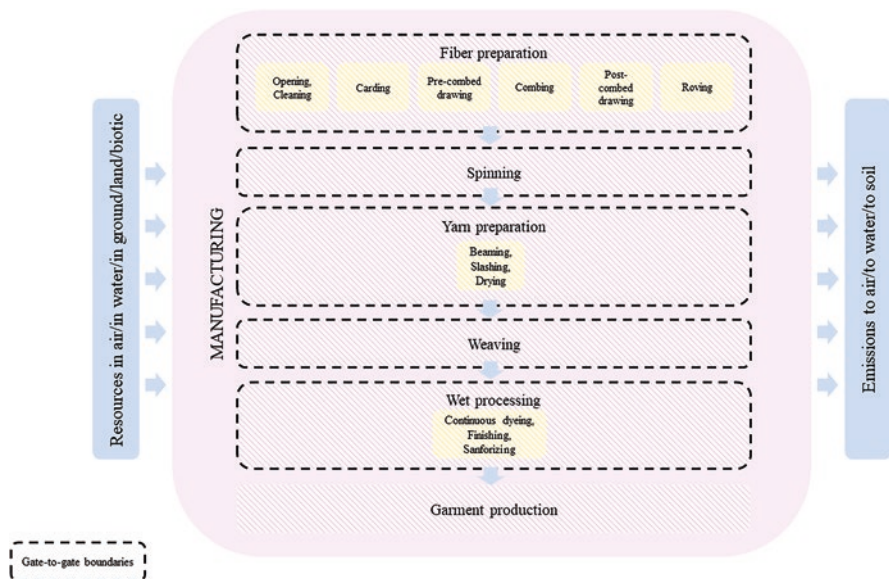 Resources in air/in water/in ground/land/biotic
MANUFACTURING
Fiber preparation
Opening,
Cleaning
Carding
Pre-combed
drawing
Combing
Post-
combed
drawing
Roving
Spinning
Yarn preparation
Beaming,
Slashing,
Drying
Weaving
Wet processing
Continuous dyeing,
Finishing,
Sanforizing
Garment production
Emissions to air/to water/to soil
Gate-to-gate boundaries